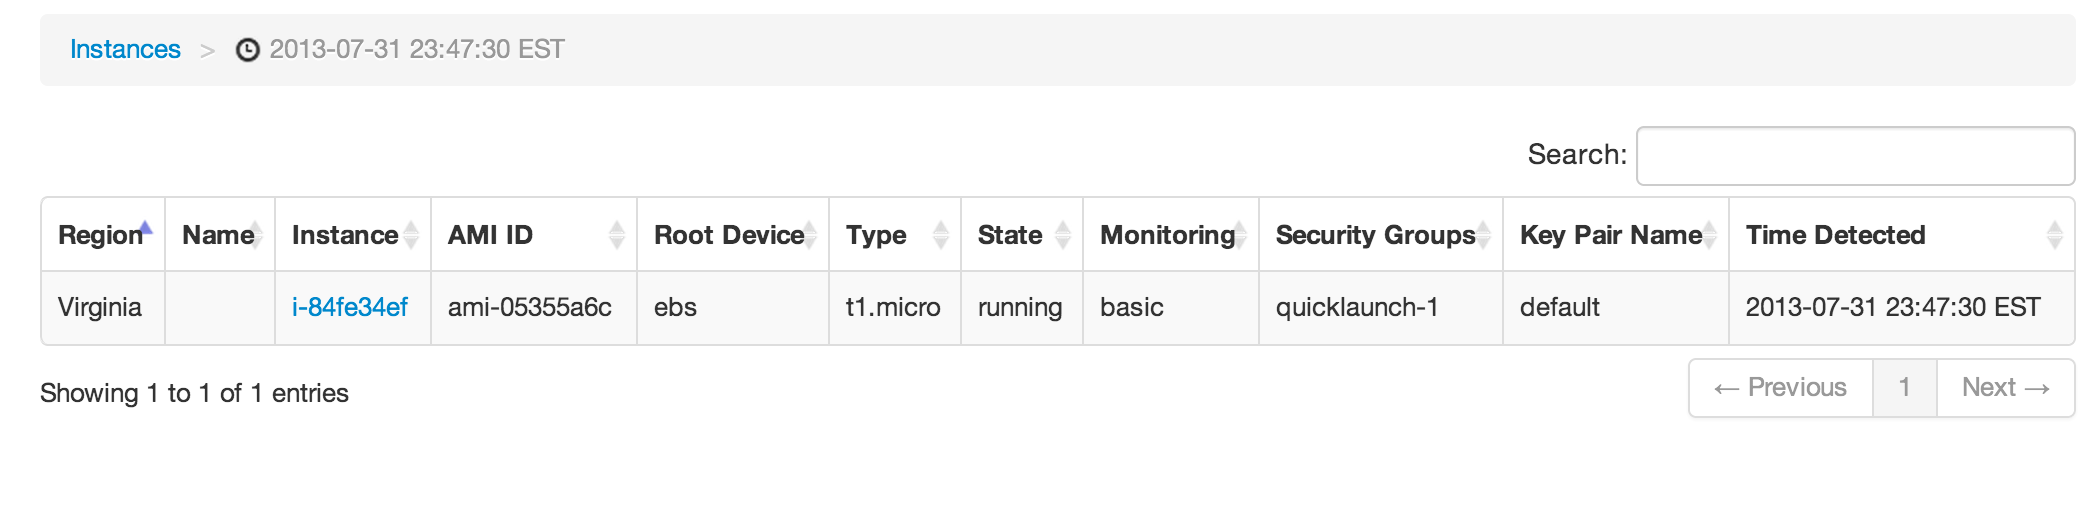 Instances > 2013-07-31 23:47:30 EST
Search:
Region Name Instance AMI ID Root Device Type State Monitoring Security Groups Key Pair Name Time Detected
Virginia i-84fe34ef ami-05355a6c ebs t1.micro running basic quicklaunch-1 default 2013-07-31 23:47:30 EST
Showing 1 to 1 of 1 entries
← Previous 1 Next →